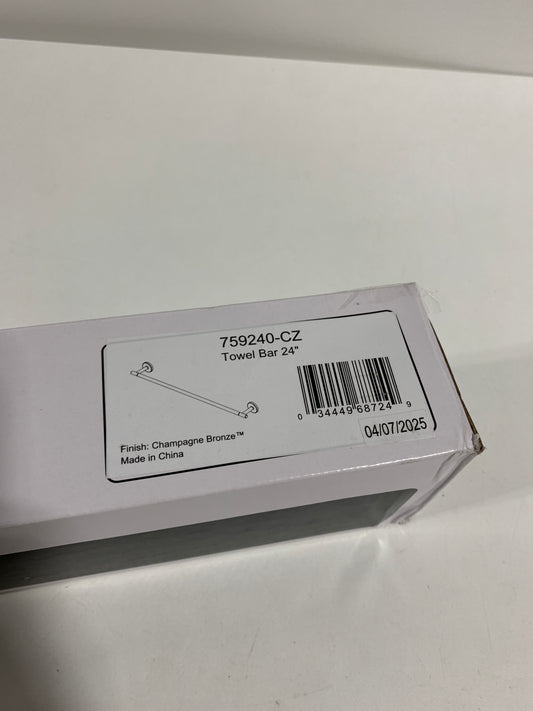 759240-CZ
Towel Bar 24"
0 34449 68724 9
04/07/2025
Finish: Champagne Bronze™
Made in China